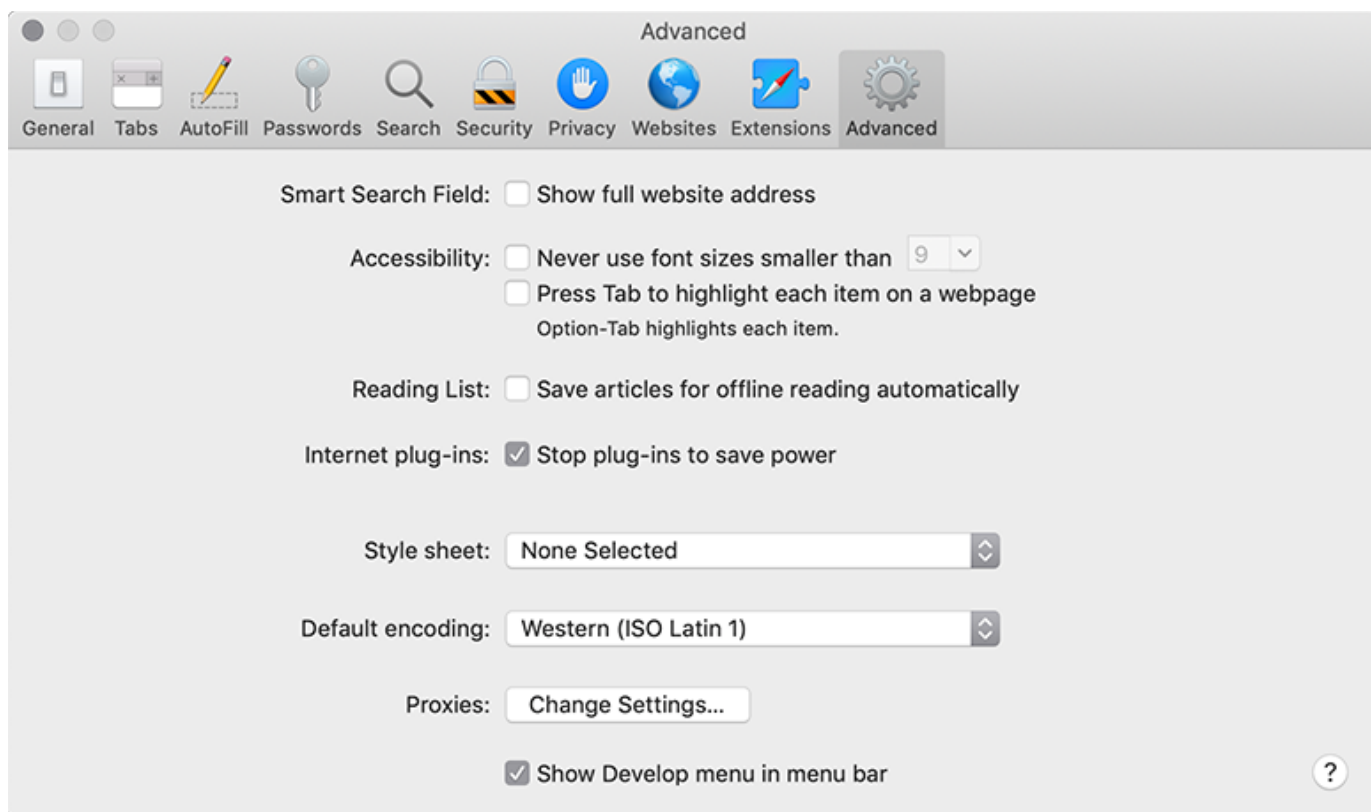 Advanced
General Tabs AutoFill Passwords Search Security Privacy Websites Extensions Advanced
Smart Search Field: Show full website address
Accessibility: Never use font sizes smaller than 9
Press Tab to highlight each item on a webpage
Option-Tab highlights each item.
Reading List: Save articles for offline reading automatically
Internet plug-ins: Stop plug-ins to save power
Style sheet: None Selected
Default encoding: Western (ISO Latin 1)
Proxies: Change Settings...
Show Develop menu in menu bar ?